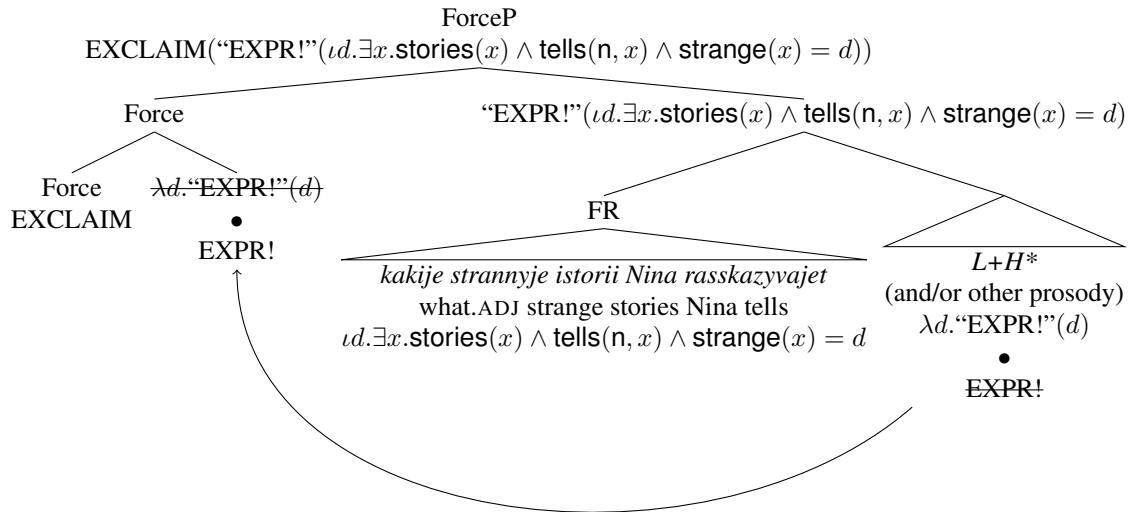 ForceP
EXCLAIM(“EXPR!”(ιd.∃x.stories(x) ∧ tells(n, x) ∧ strange(x) = d))
Force
“EXPR!”(ιd.∃x.stories(x) ∧ tells(n, x) ∧ strange(x) = d)
Force
EXCLAIM
λd.“EXPR!”(d)
•
EXPR!
FR
kakije strannyje istorii Nina rasskazyvajet
what.ADJ strange stories Nina tells
ιd.∃x.stories(x) ∧ tells(n, x) ∧ strange(x) = d
L+H*
(and/or other prosody)
λd.“EXPR!”(d)
•
EXPR!